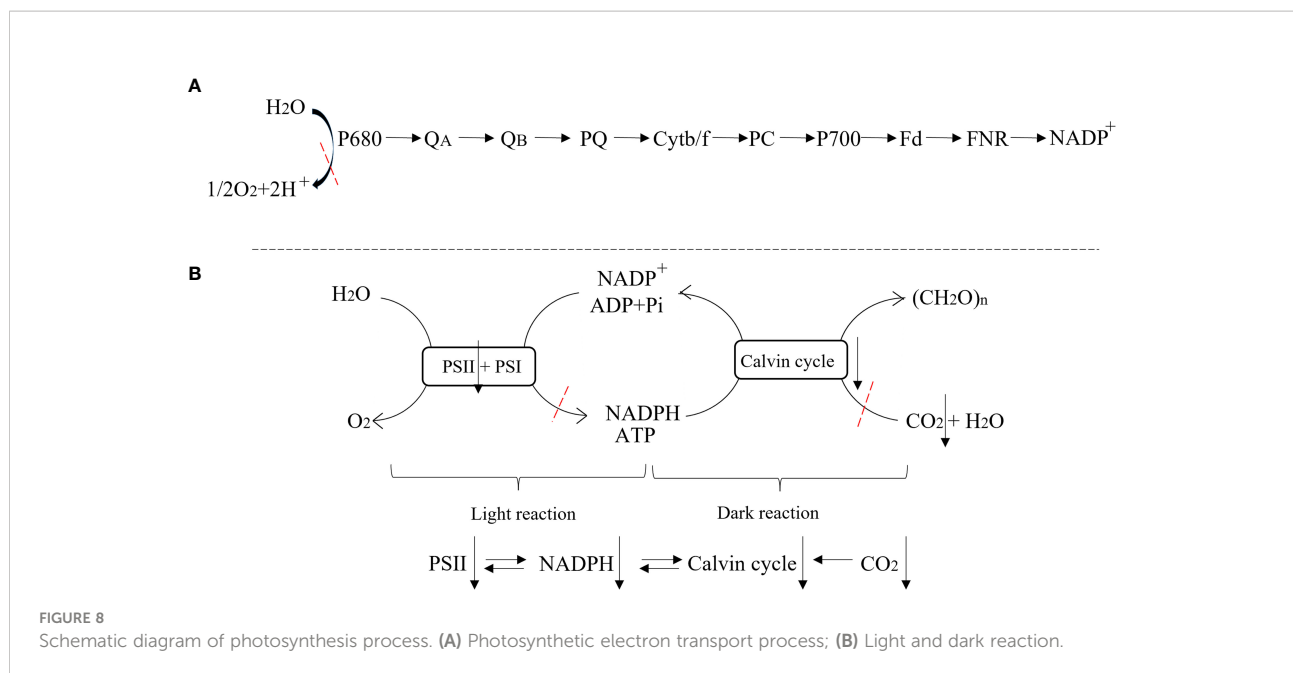 A
H2O
P680 QA QB PQ Cytb/f PC P700 Fd FNR NADP+
1/2O2+2H+
B
H2O
NADP+
ADP+Pi
(CH2O)n
PSII + PSI
Calvin cycle
O2
NADPH
ATP
CO2 + H2O
Light reaction
Dark reaction
PSII NADPH Calvin cycle CO2
FIGURE 8
Schematic diagram of photosynthesis process. (A) Photosynthetic electron transport process; (B) Light and dark reaction.